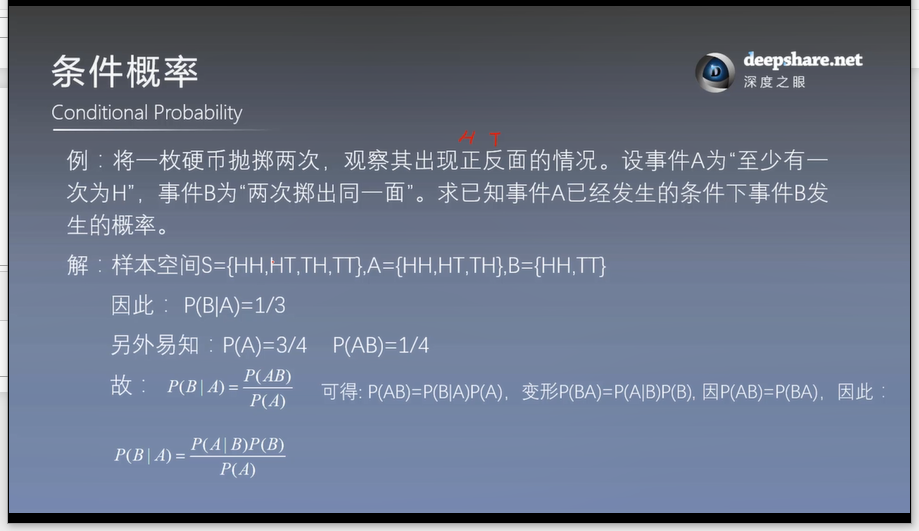 条件概率
deepshare.net
深度之眼
Conditional Probability
H T
例：将一枚硬币抛掷两次，观察其出现正反面的情况。设事件A为“至少有一
次为H”，事件B为“两次掷出同一面”。求已知事件A已经发生的条件下事件B发
生的概率。
解：样本空间S={HH,HT,TH,TT},A={HH,HT,TH},B={HH,TT}
因此： P(B|A)=1/3
另外易知：P(A)=3/4 P(AB)=1/4
故： P(B | A) = P(AB) / P(A) 可得: P(AB)=P(B|A)P(A)，变形P(BA)=P(A|B)P(B), 因P(AB)=P(BA)，因此：
P(B | A) = P(A | B)P(B) / P(A)